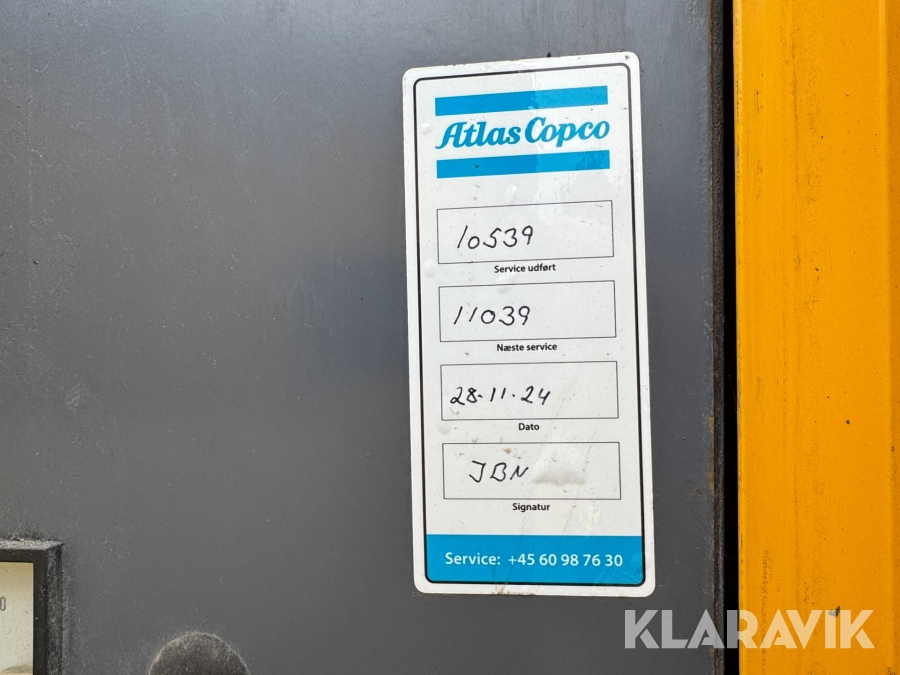 Atlas Copco
10539
Service udført
11039
Næste service
28-11-24
Dato
JBN
Signatur
Service: +45 60 98 76 30
0
KLARAVIK